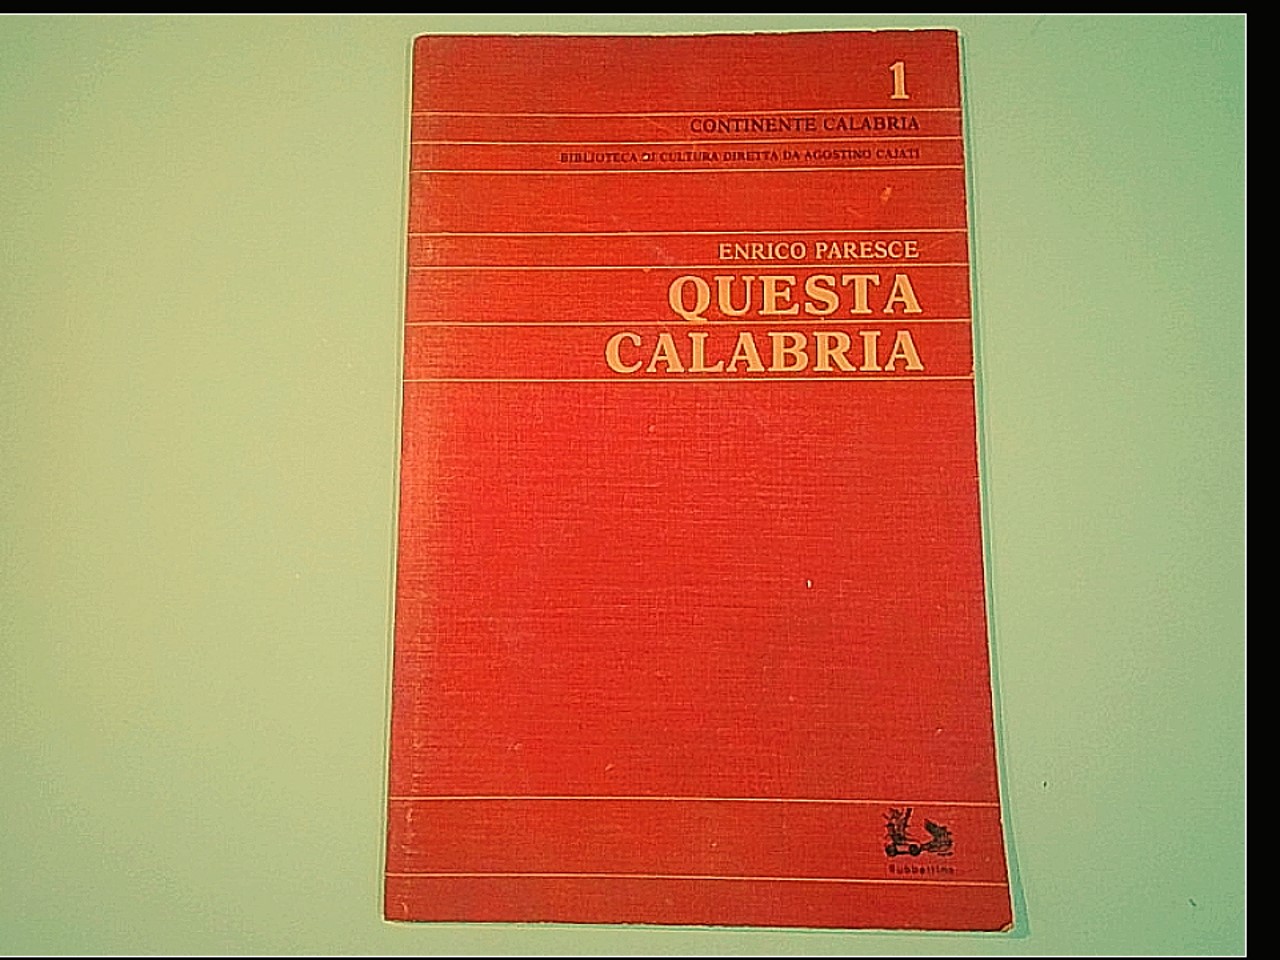 1
CONTINENTE CALABRIA
BIBLIOTECA DI CULTURA DIRETTA DA AGOSTINO CAJATI
ENRICO PARESCE
QUESTA
CALABRIA
Rubbettino